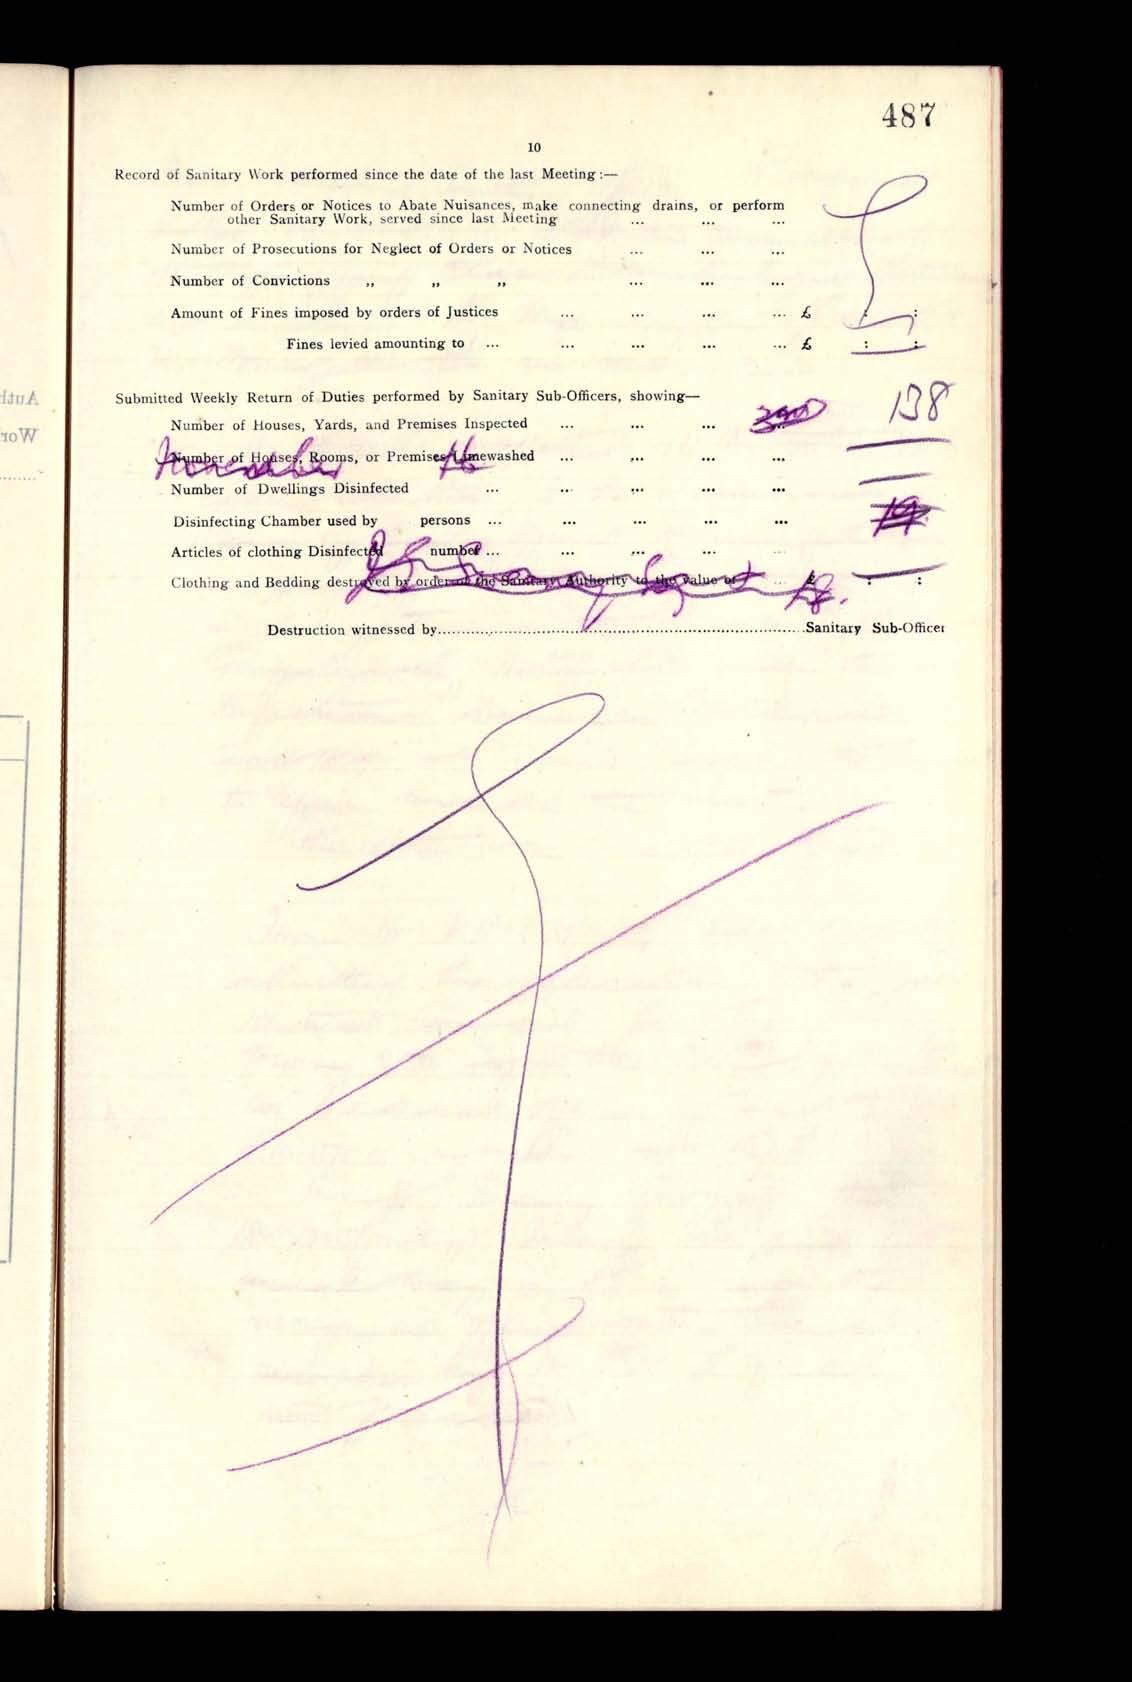 487
10
Record of Sanitary Work performed since the date of the last Meeting :—
Number of Orders or Notices to Abate Nuisances, make connecting drains, or perform
other Sanitary Work, served since last Meeting ... ... ...
Number of Prosecutions for Neglect of Orders or Notices ... ... ...
Number of Convictions „ „ „ ... ... ...
Amount of Fines imposed by orders of Justices ... ... ... ... £ : :
Fines levied amounting to ... ... ... ... ... £ : :
Submitted Weekly Return of Duties performed by Sanitary Sub-Officers, showing—
138
Number of Houses, Yards, and Premises Inspected ... ... ...
Number of Houses, Rooms, or Premises Limewashed ... ... ... ...
November 16
Number of Dwellings Disinfected ... ... ... ... ...
Disinfecting Chamber used by persons ... ... ... ... ... 19
Articles of clothing Disinfected number ... ... ... ... ...
Clothing and Bedding destroyed by order of the Sanitary Authority to the value of ... £ : :
Destruction witnessed by Sanitary Sub-Officer
Auth
Wor